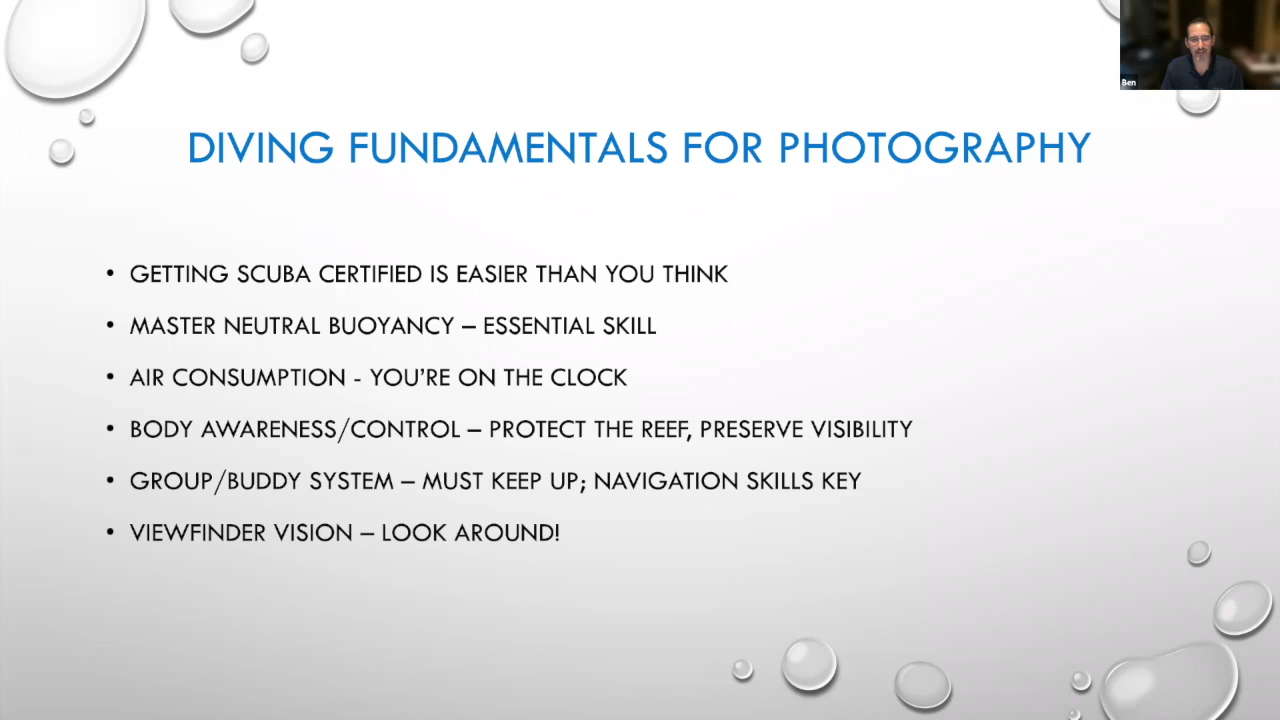 Ben
DIVING FUNDAMENTALS FOR PHOTOGRAPHY
• GETTING SCUBA CERTIFIED IS EASIER THAN YOU THINK
• MASTER NEUTRAL BUOYANCY – ESSENTIAL SKILL
• AIR CONSUMPTION - YOU'RE ON THE CLOCK
• BODY AWARENESS/CONTROL – PROTECT THE REEF, PRESERVE VISIBILITY
• GROUP/BUDDY SYSTEM – MUST KEEP UP; NAVIGATION SKILLS KEY
• VIEWFINDER VISION – LOOK AROUND!